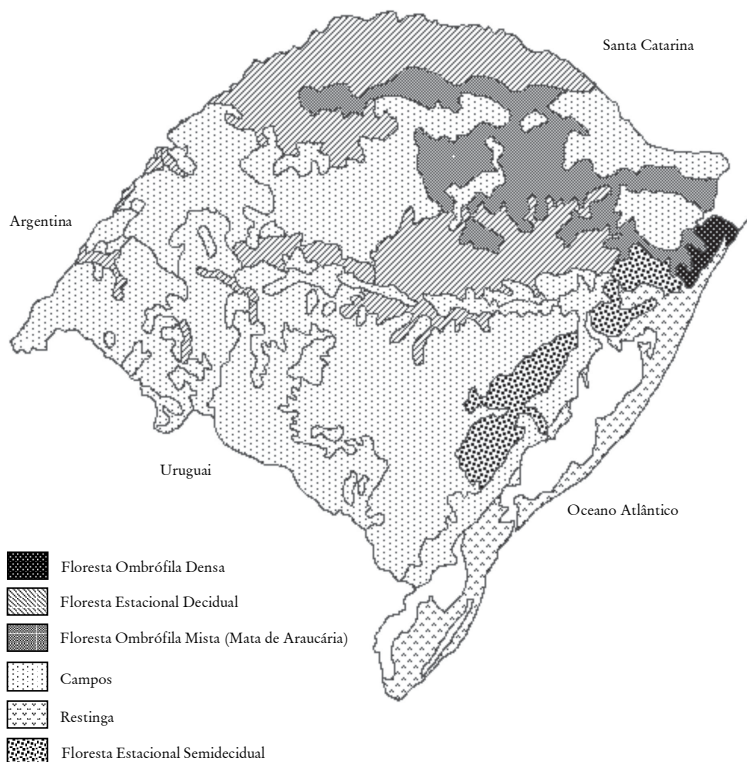 Santa Catarina
Argentina
Uruguai
Oceano Atlântico
Floresta Ombrófila Densa
Floresta Estacional Decidual
Floresta Ombrófila Mista (Mata de Araucária)
Campos
Restinga
Floresta Estacional Semidecidual